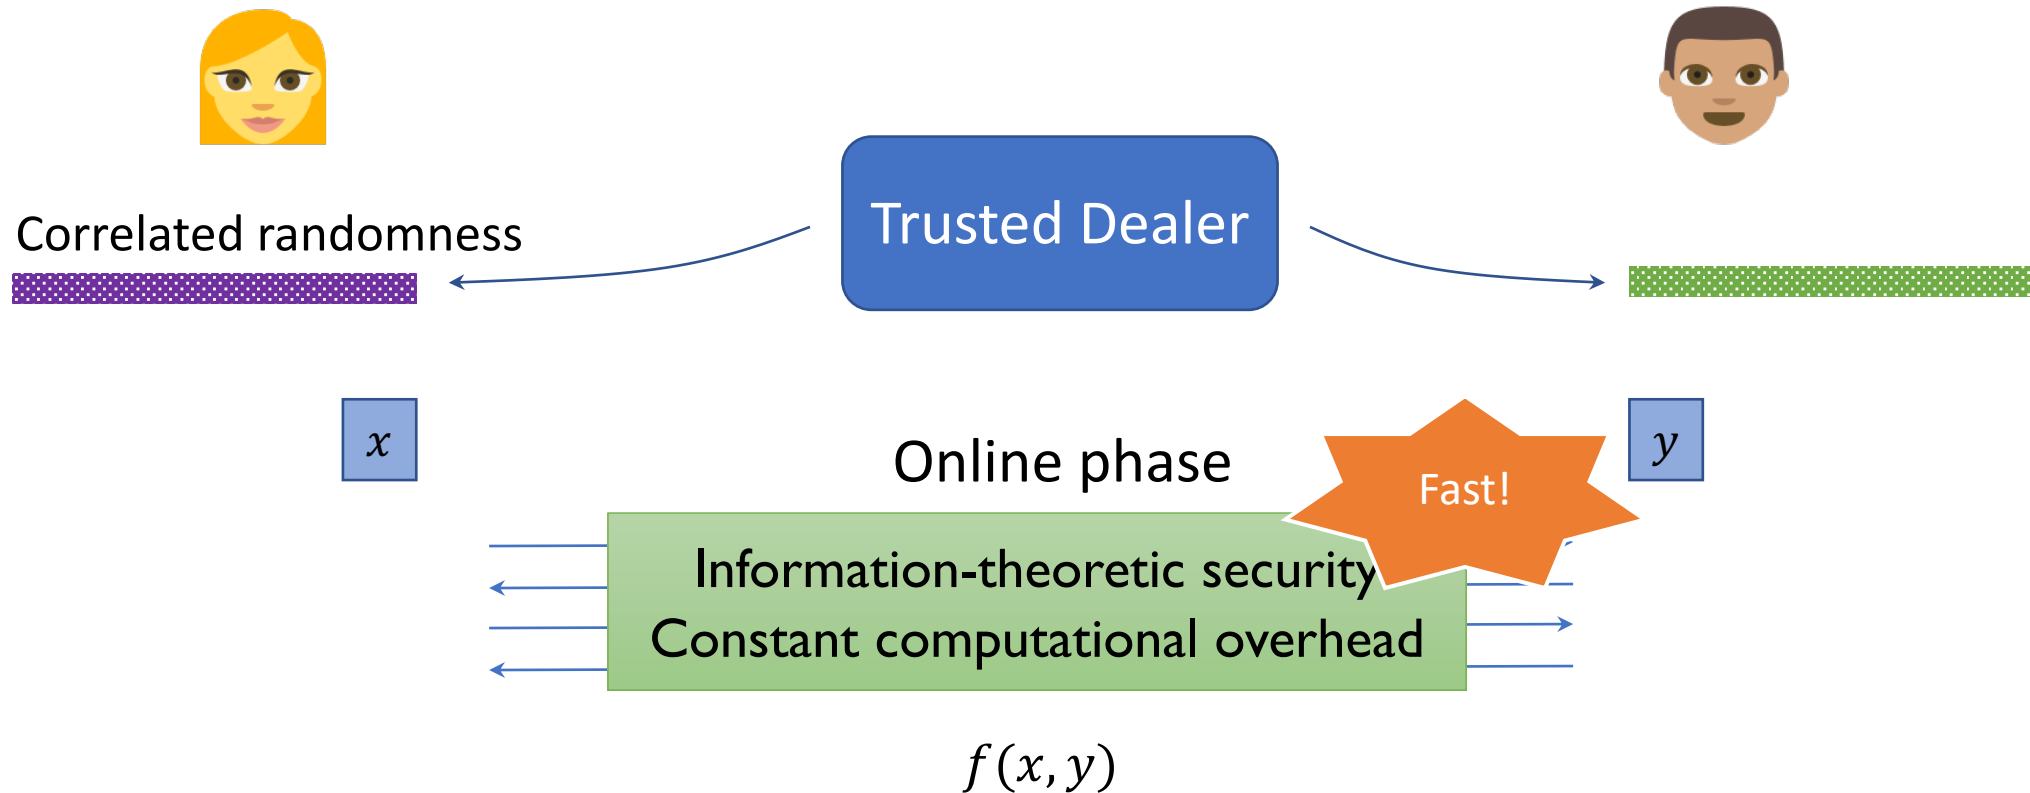 Trusted Dealer
Correlated randomness
x
y
Online phase
Fast!
Information-theoretic security
Constant computational overhead
f(x, y)